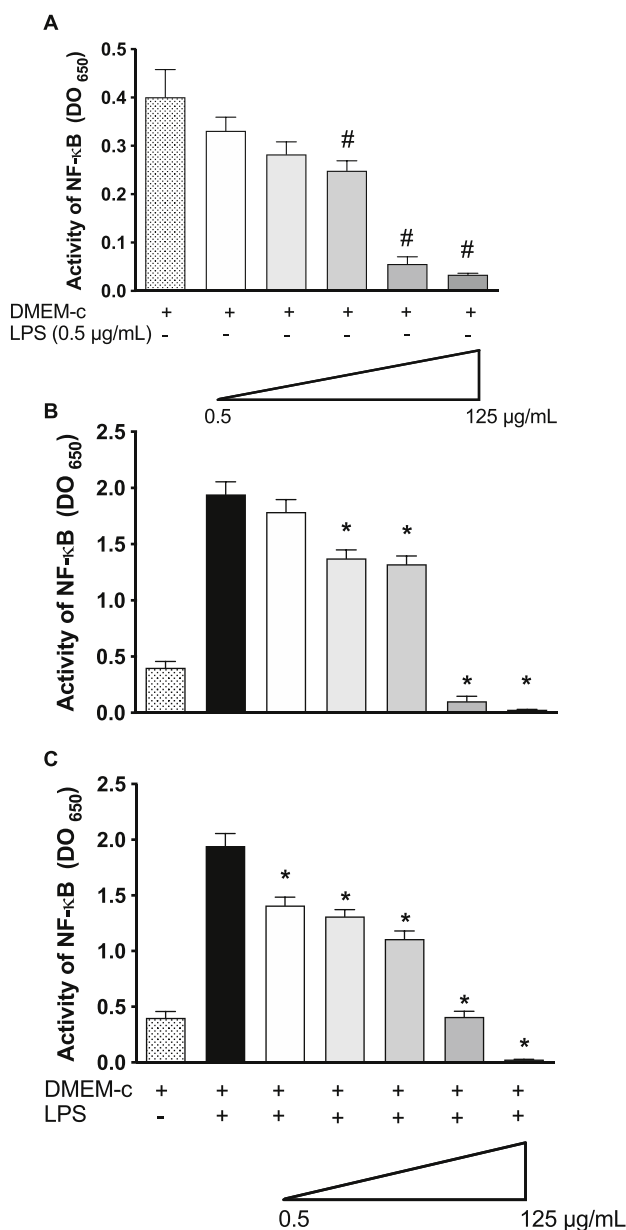 A
Activity of NF-κB (DO 650)
0.5
0.4
0.3
0.2
0.1
0.0
# # #
DMEM-c + + + + + +
LPS (0.5 µg/mL) - - - - - -
0.5 125 µg/mL
B
Activity of NF-κB (DO 650)
2.5
2.0
1.5
1.0
0.5
0.0
* * * *
C
Activity of NF-κB (DO 650)
2.5
2.0
1.5
1.0
0.5
0.0
* * * * *
DMEM-c + + + + + + +
LPS - + + + + + +
0.5 125 µg/mL